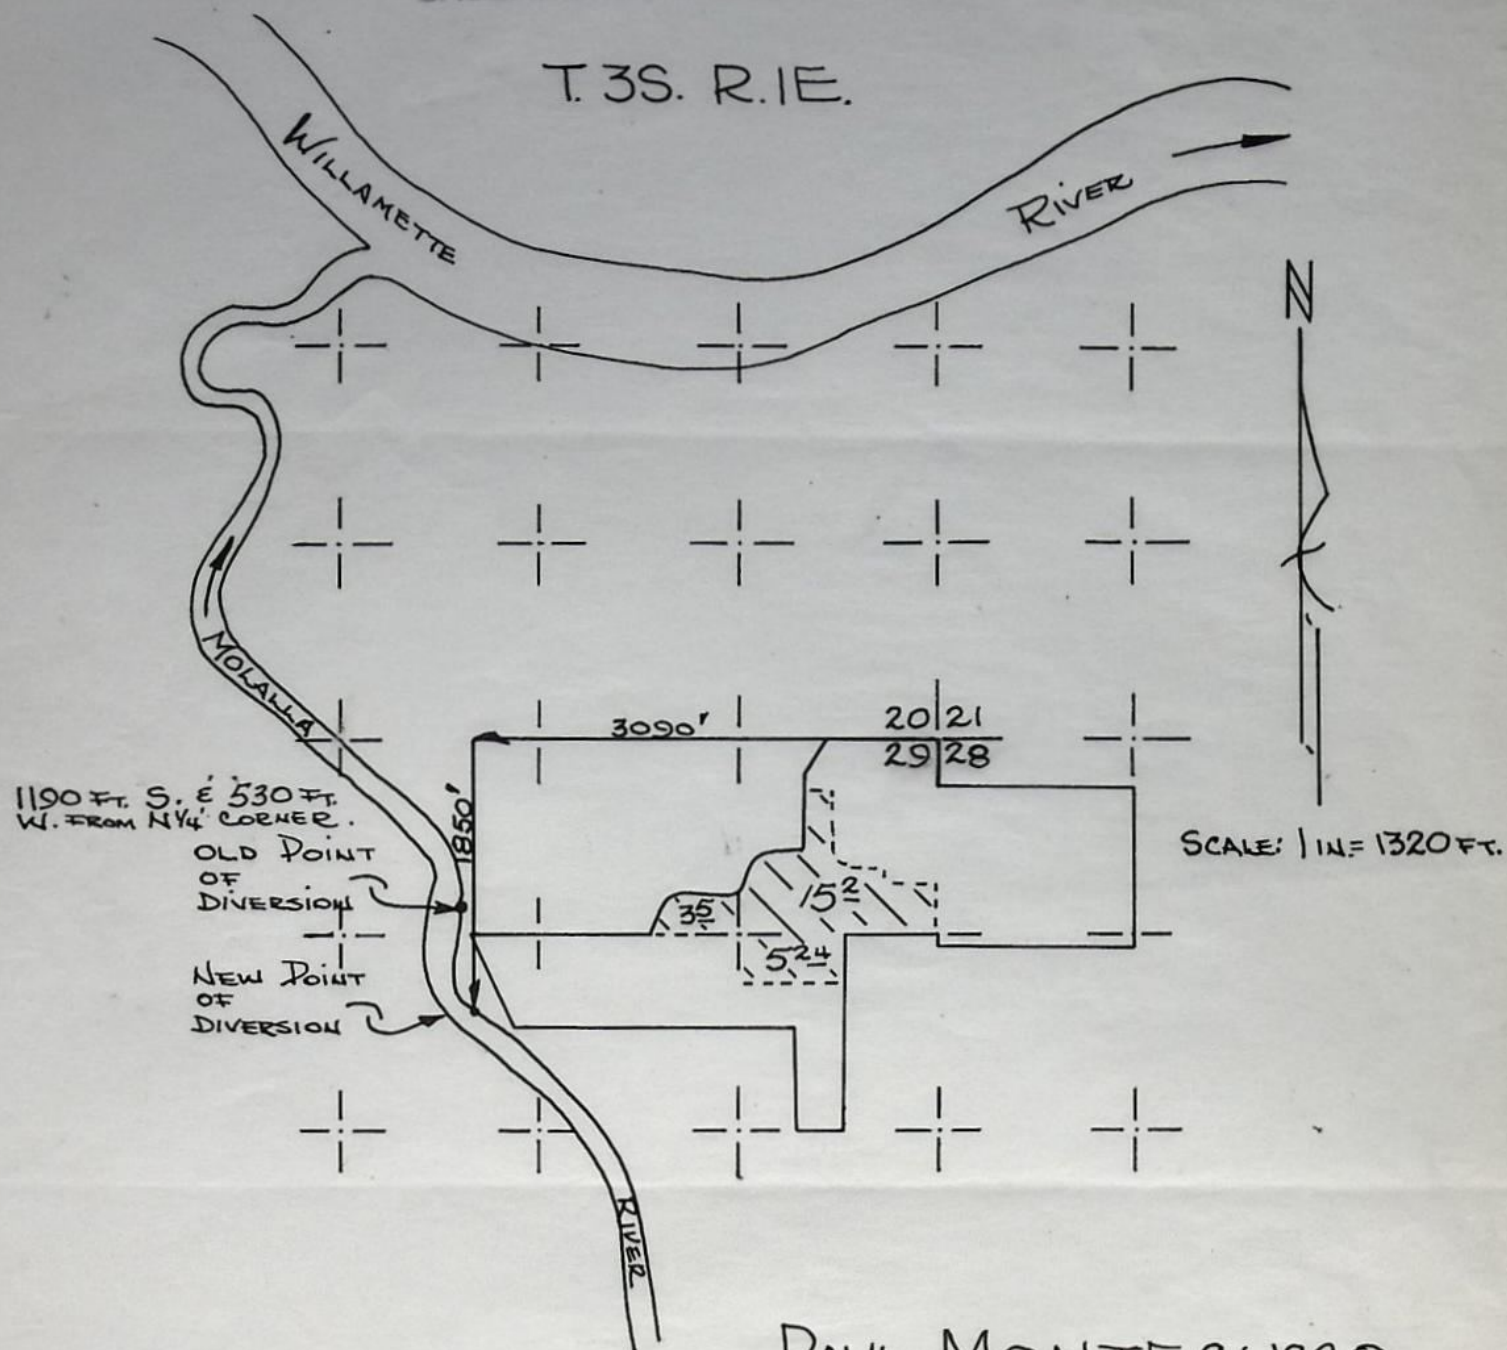 T. 3S. R.1E.
WILLAMETTE
RIVER
N
MOLALLA
3090'
20 21
29 28
1850'
1190 FT. S. & 530 FT.
W. FROM N1/4 CORNER.
OLD POINT
OF
DIVERSION
SCALE: 1 IN. = 1320 FT.
15 2
3 5
5 24
NEW POINT
OF
DIVERSION
RIVER